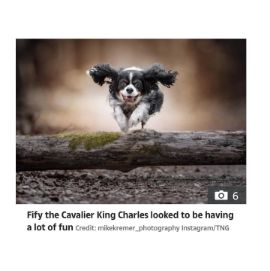 6
Fify the Cavalier King Charles looked to be having
a lot of fun Credit: mikekremer_photography Instagram/TNG